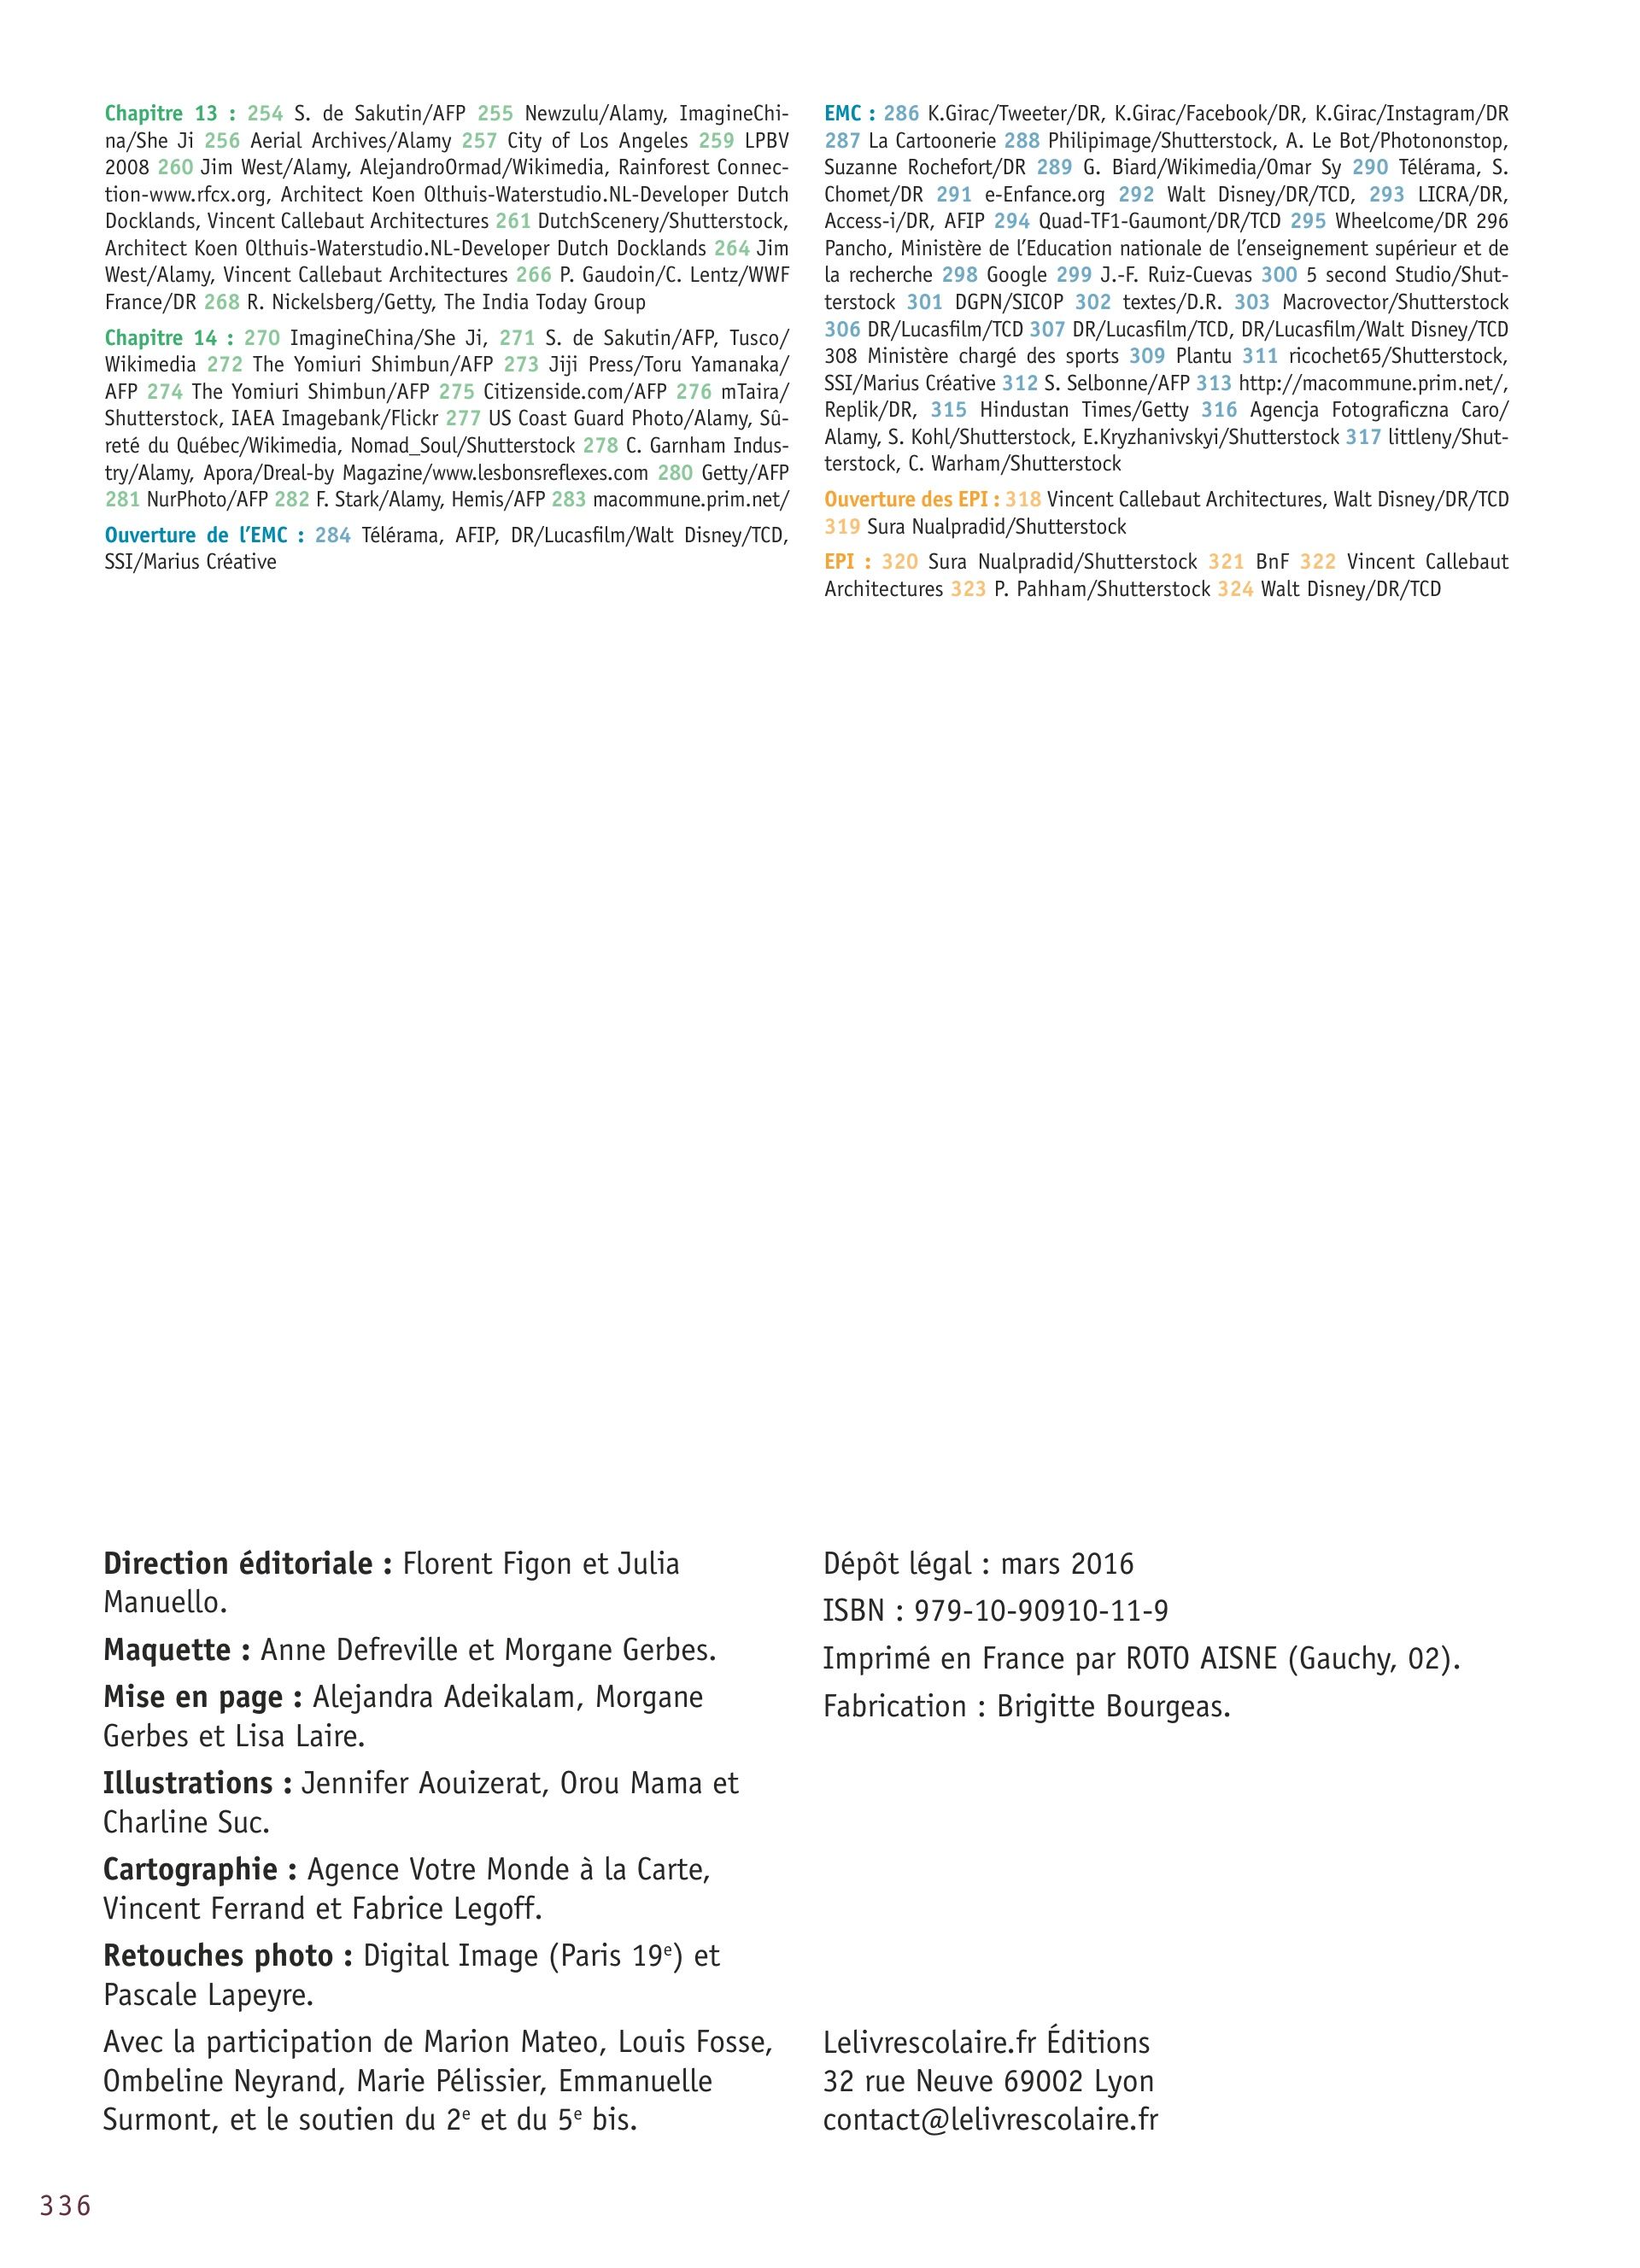 Chapitre 13 : 254 S. de Sakutin/AFP 255 Newzulu/Alamy, ImagineChi-
na/She Ji 256 Aerial Archives/Alamy 257 City of Los Angeles 259 LPBV
2008 260 Jim West/Alamy, AlejandroOrmad/Wikimedia, Rainforest Connec-
tion-www.rfcx.org, Architect Koen Olthuis-Waterstudio.NL-Developer Dutch
Docklands, Vincent Callebaut Architectures 261 DutchScenery/Shutterstock,
Architect Koen Olthuis-Waterstudio.NL-Developer Dutch Docklands 264 Jim
West/Alamy, Vincent Callebaut Architectures 266 P. Gaudoin/C. Lentz/WWF
France/DR 268 R. Nickelsberg/Getty, The India Today Group
Chapitre 14 : 270 ImagineChina/She Ji, 271 S. de Sakutin/AFP, Tusco/
Wikimedia 272 The Yomiuri Shimbun/AFP 273 Jiji Press/Toru Yamanaka/
AFP 274 The Yomiuri Shimbun/AFP 275 Citizenside.com/AFP 276 mTaira/
Shutterstock, IAEA Imagebank/Flickr 277 US Coast Guard Photo/Alamy, Sû-
reté du Québec/Wikimedia, Nomad_Soul/Shutterstock 278 C. Garnham Indus-
try/Alamy, Apora/Dreal-by Magazine/www.lesbonsreflexes.com 280 Getty/AFP
281 NurPhoto/AFP 282 F. Stark/Alamy, Hemis/AFP 283 macommune.prim.net/
Ouverture de l’EMC : 284 Télérama, AFIP, DR/Lucasfilm/Walt Disney/TCD,
SSI/Marius Créative
EMC : 286 K.Girac/Tweeter/DR, K.Girac/Facebook/DR, K.Girac/Instagram/DR
287 La Cartoonerie 288 Philipimage/Shutterstock, A. Le Bot/Photononstop,
Suzanne Rochefort/DR 289 G. Biard/Wikimedia/Omar Sy 290 Télérama, S.
Chomet/DR 291 e-Enfance.org 292 Walt Disney/DR/TCD, 293 LICRA/DR,
Access-i/DR, AFIP 294 Quad-TF1-Gaumont/DR/TCD 295 Wheelcome/DR 296
Pancho, Ministère de l’Education nationale de l’enseignement supérieur et de
la recherche 298 Google 299 J.-F. Ruiz-Cuevas 300 5 second Studio/Shut-
terstock 301 DGPN/SICOP 302 textes/D.R. 303 Macrovector/Shutterstock
306 DR/Lucasfilm/TCD 307 DR/Lucasfilm/TCD, DR/Lucasfilm/Walt Disney/TCD
308 Ministère chargé des sports 309 Plantu 311 ricochet65/Shutterstock,
SSI/Marius Créative 312 S. Selbonne/AFP 313 http://macommune.prim.net/,
Replik/DR, 315 Hindustan Times/Getty 316 Agencja Fotograficzna Caro/
Alamy, S. Kohl/Shutterstock, E.Kryzhanivskyi/Shutterstock 317 littleny/Shut-
terstock, C. Warham/Shutterstock
Ouverture des EPI : 318 Vincent Callebaut Architectures, Walt Disney/DR/TCD
319 Sura Nualpradid/Shutterstock
EPI : 320 Sura Nualpradid/Shutterstock 321 BnF 322 Vincent Callebaut
Architectures 323 P. Pahham/Shutterstock 324 Walt Disney/DR/TCD
Direction éditoriale : Florent Figon et Julia
Manuello.
Maquette : Anne Defreville et Morgane Gerbes.
Mise en page : Alejandra Adeikalam, Morgane
Gerbes et Lisa Laire.
Illustrations : Jennifer Aouizerat, Orou Mama et
Charline Suc.
Cartographie : Agence Votre Monde à la Carte,
Vincent Ferrand et Fabrice Legoff.
Retouches photo : Digital Image (Paris 19e) et
Pascale Lapeyre.
Avec la participation de Marion Mateo, Louis Fosse,
Ombeline Neyrand, Marie Pélissier, Emmanuelle
Surmont, et le soutien du 2e et du 5e bis.
Dépôt légal : mars 2016
ISBN : 979-10-90910-11-9
Imprimé en France par ROTO AISNE (Gauchy, 02).
Fabrication : Brigitte Bourgeas.
Lelivrescolaire.fr Éditions
32 rue Neuve 69002 Lyon
contact@lelivrescolaire.fr
336